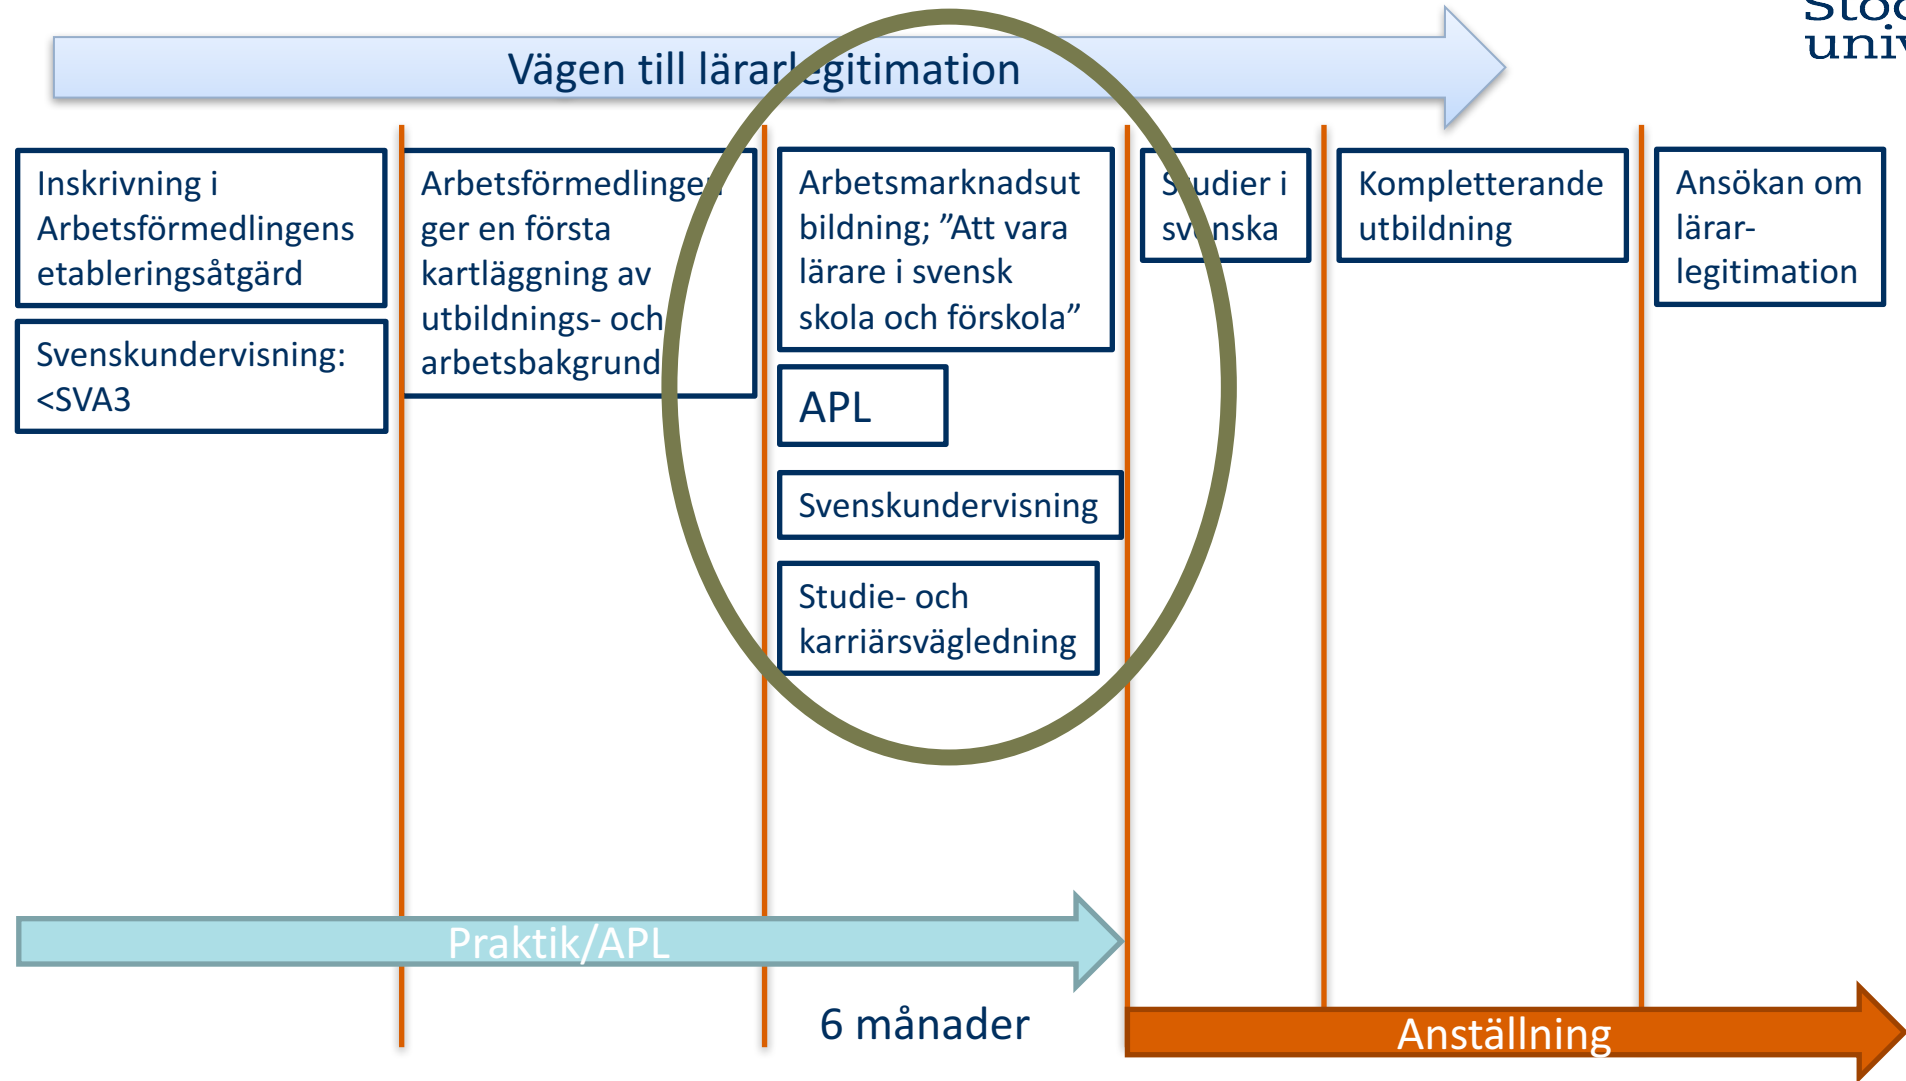 Vägen till lärarlegitimation
Inskrivning i
Arbetsförmedlingens
etableringsåtgärd
Svenskundervisning:
<SVA3
Arbetsförmedlingen
ger en första
kartläggning av
utbildnings- och
arbetsbakgrund
Arbetsmarknadsut
bildning; ”Att vara
lärare i svensk
skola och förskola”
APL
Svenskundervisning
Studie- och
karriärsvägledning
Studier i
svenska
Kompletterande
utbildning
Ansökan om
lärar-
legitimation
Praktik/APL
6 månader
Anställning